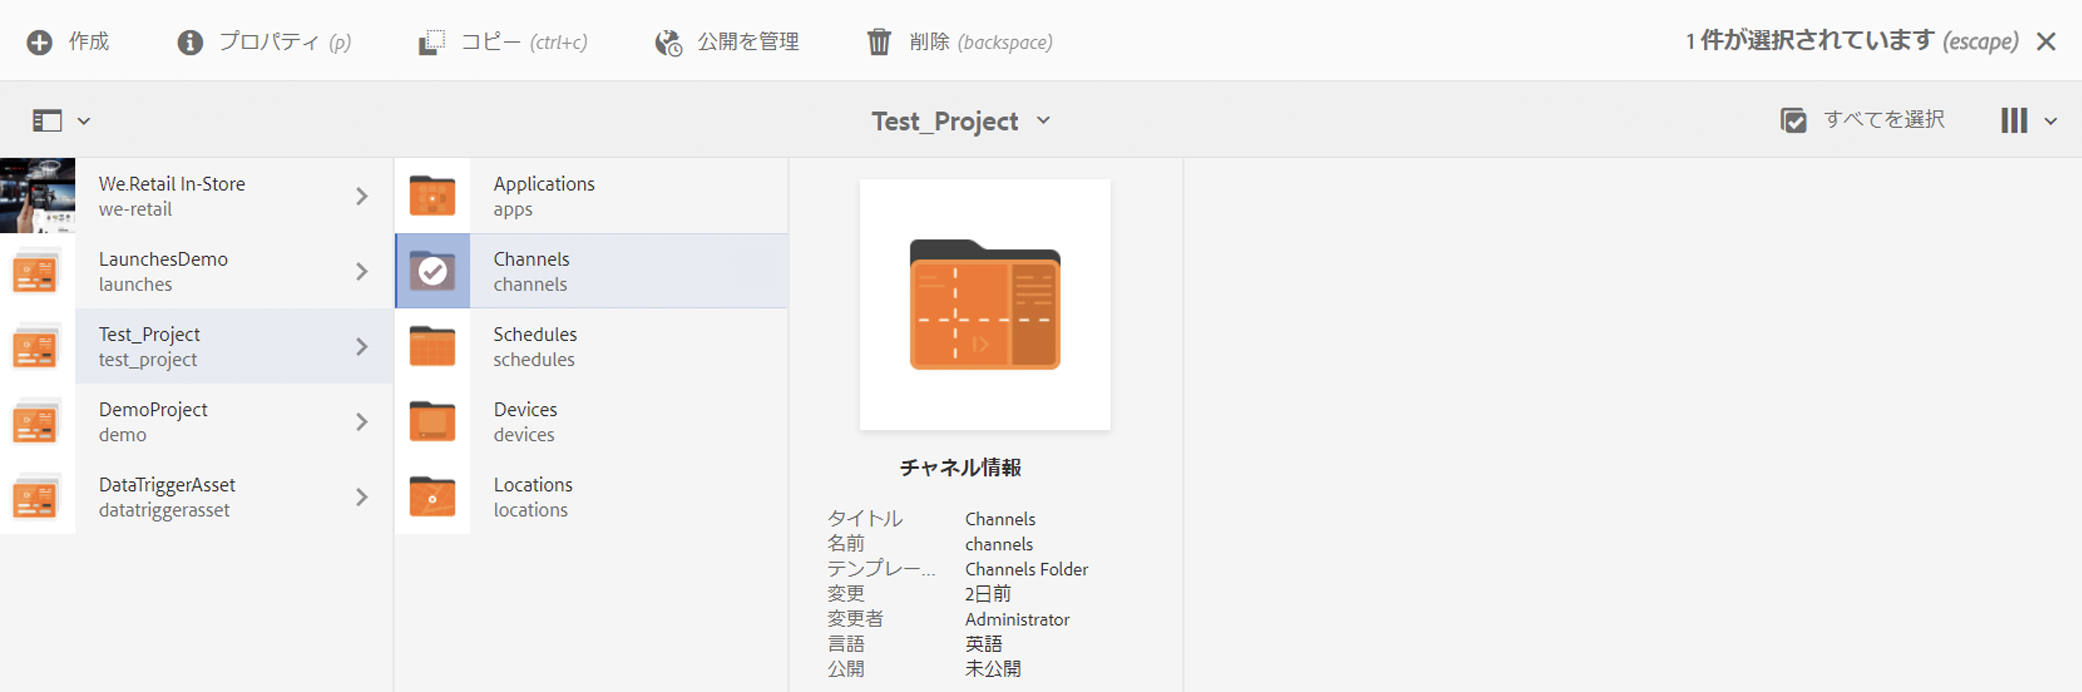 作成 プロパティ (p) コピー (ctrl+c) 公開を管理 削除 (backspace) 1 件が選択されています (escape)
Test_Project すべてを選択
We.Retail In-Store
we-retail
LaunchesDemo
launches
Test_Project
test_project
DemoProject
demo
DataTriggerAsset
datatriggerasset
Applications
apps
Channels
channels
Schedules
schedules
Devices
devices
Locations
locations
チャネル情報
タイトル Channels
名前 channels
テンプレー... Channels Folder
変更 2日前
変更者 Administrator
言語 英語
公開 未公開